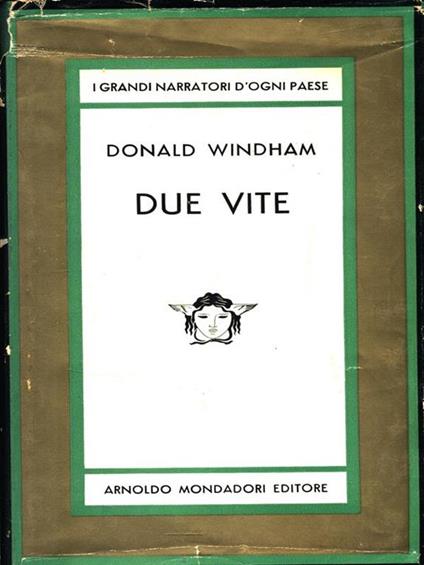 I GRANDI NARRATORI D'OGNI PAESE
DONALD WINDHAM
DUE VITE
ARNOLDO MONDADORI EDITORE